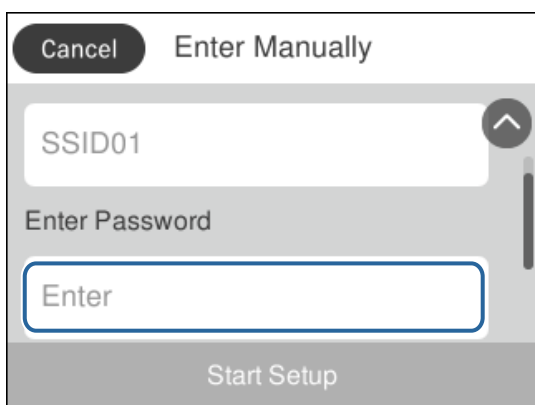 Cancel Enter Manually
SSID01
Enter Password
Enter
Start Setup